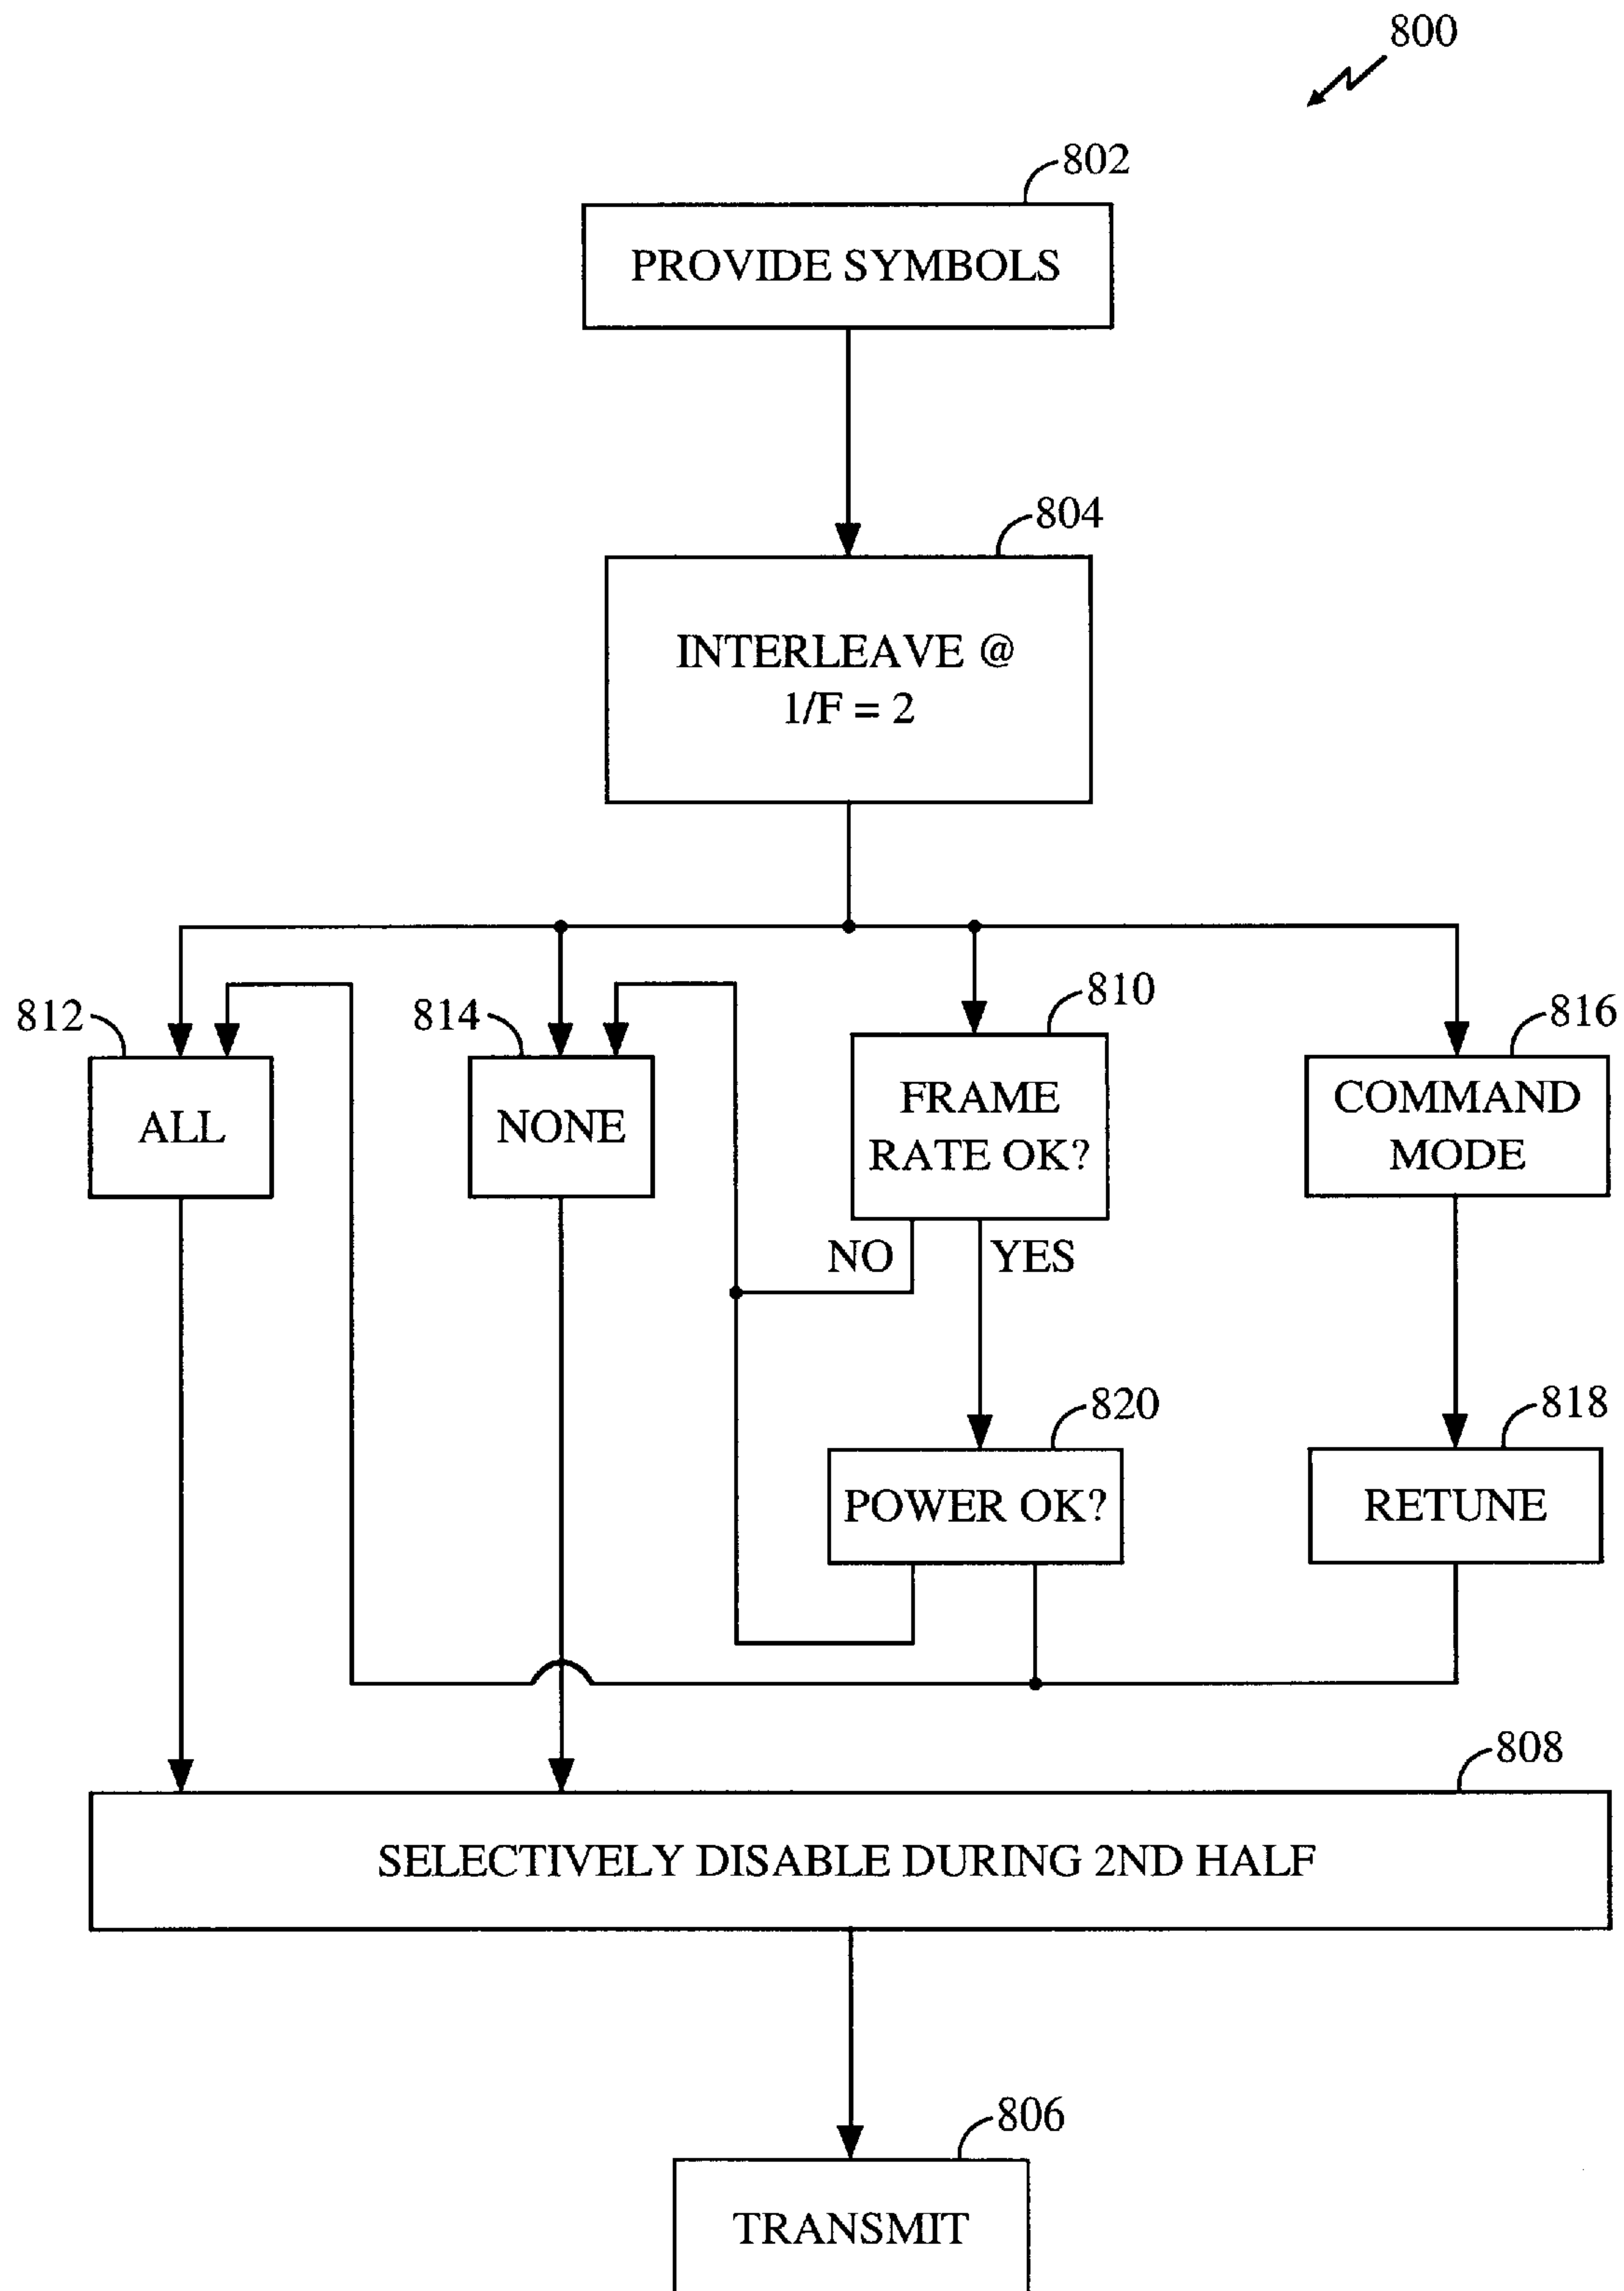 800
802
PROVIDE SYMBOLS
804
INTERLEAVE @
1/F = 2
812
814
810
816
ALL
NONE
FRAME
RATE OK?
COMMAND
MODE
NO
YES
820
818
POWER OK?
RETUNE
808
SELECTIVELY DISABLE DURING 2ND HALF
806
TRANSMIT